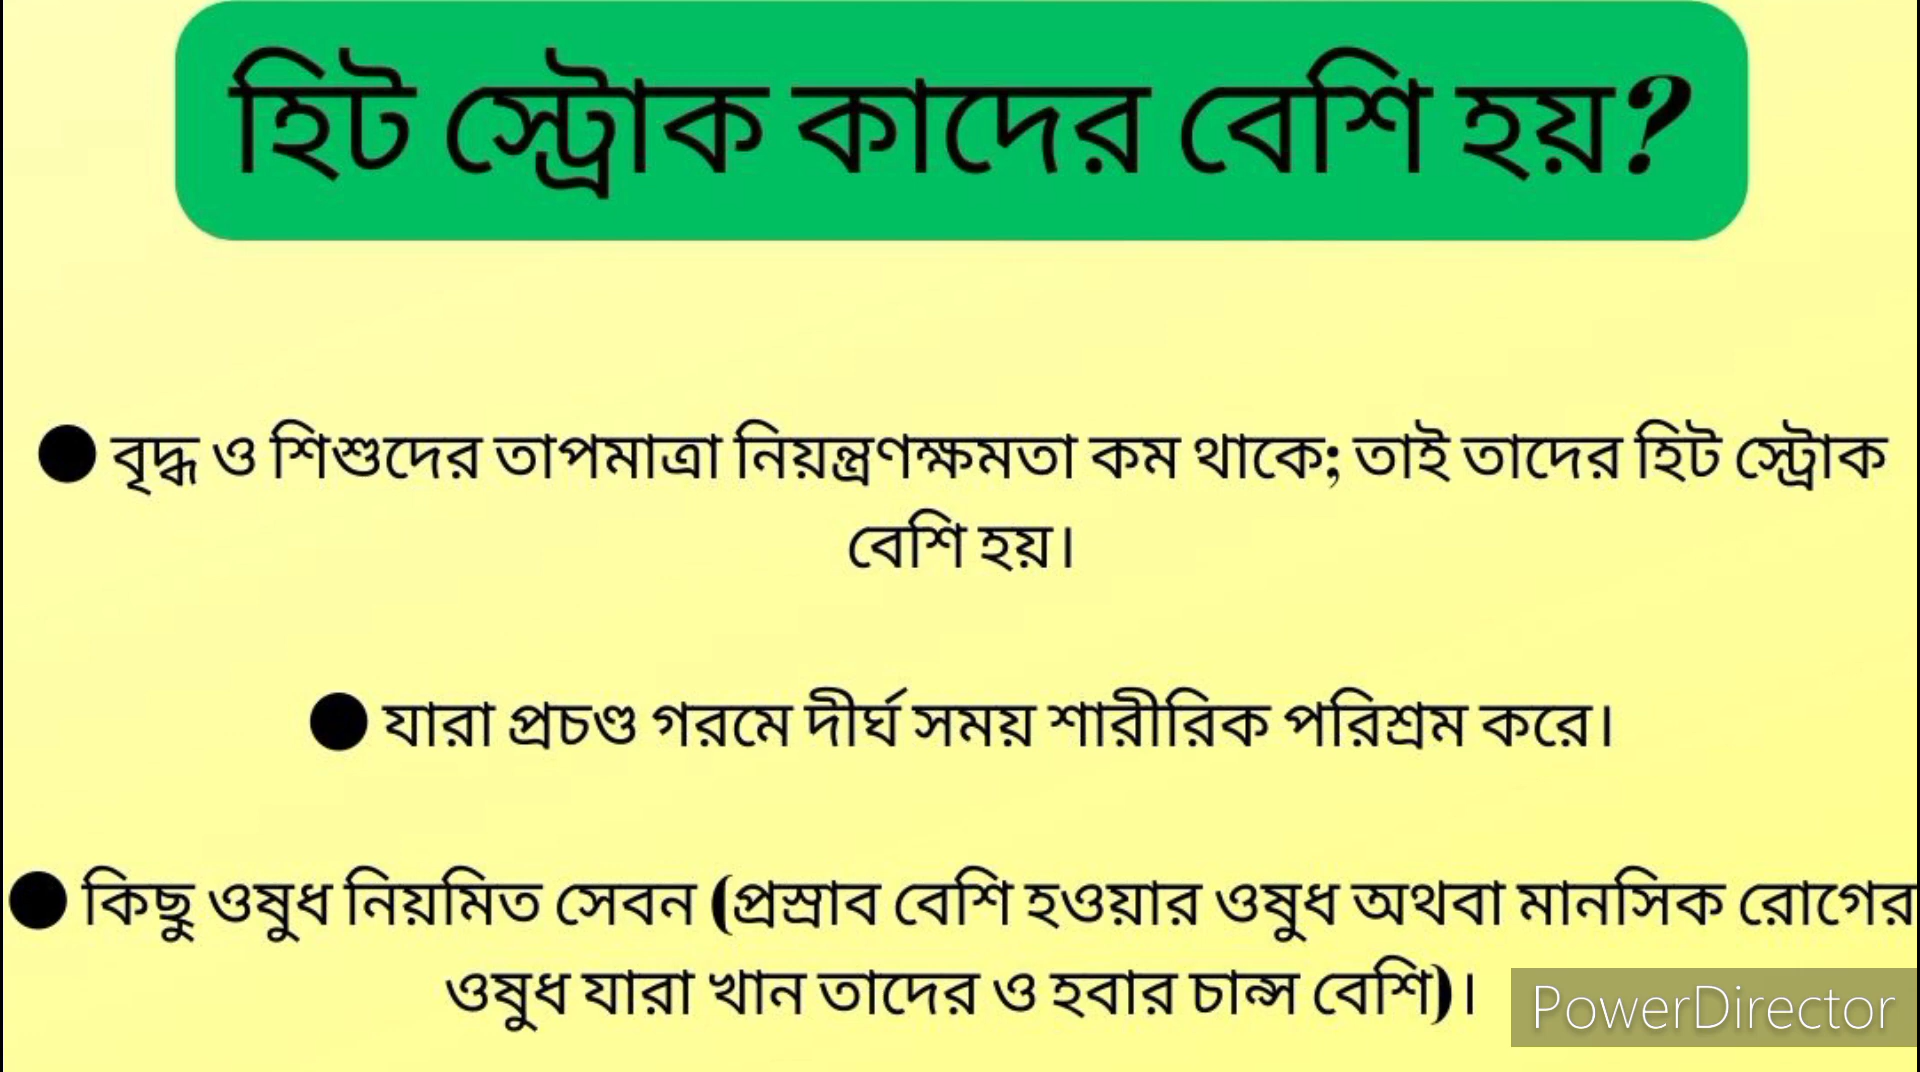 হিট স্ট্রোক কাদের বেশি হয়?
● বৃদ্ধ ও শিশুদের তাপমাত্রা নিয়ন্ত্রণক্ষমতা কম থাকে; তাই তাদের হিট স্ট্রোক
বেশি হয়।
● যারা প্রচণ্ড গরমে দীর্ঘ সময় শারীরিক পরিশ্রম করে।
● কিছু ওষুধ নিয়মিত সেবন (প্রস্রাব বেশি হওয়ার ওষুধ অথবা মানসিক রোগের
ওষুধ যারা খান তাদের ও হবার চান্স বেশি)।
PowerDirector